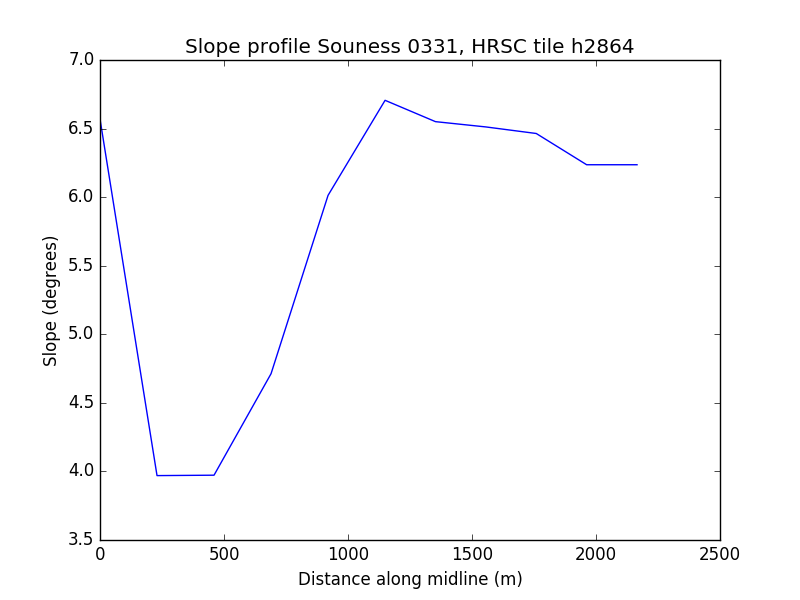 Slope profile Souness 0331, HRSC tile h2864
7.0
6.5
6.0
5.5
5.0
4.5
4.0
3.5
Slope (degrees)
0 500 1000 1500 2000 2500
Distance along midline (m)